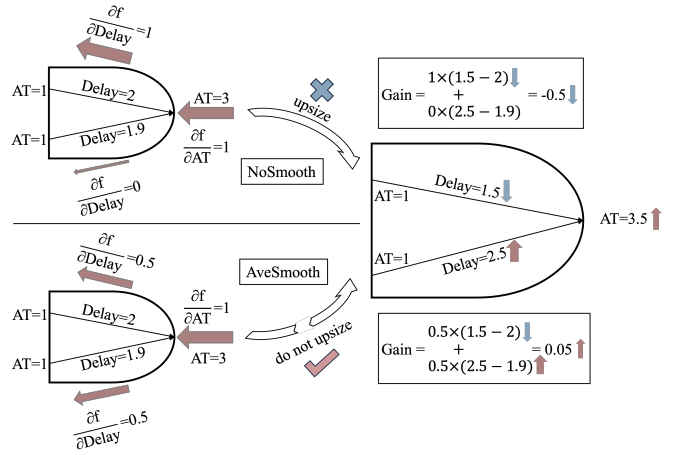 ∂f/∂Delay=1
AT=1
Delay=2
AT=1
Delay=1.9
AT=3
∂f/∂AT=1
∂f/∂Delay=0
upsize
NoSmooth
Gain = 1×(1.5 − 2) + 0×(2.5 − 1.9) = -0.5
AT=1
Delay=1.5
AT=1
Delay=2.5
AT=3.5
∂f/∂Delay=0.5
AT=1
Delay=2
AT=1
Delay=1.9
∂f/∂AT=1
AT=3
∂f/∂Delay=0.5
AveSmooth
do not upsize
Gain = 0.5×(1.5 − 2) + 0.5×(2.5 − 1.9) = 0.05